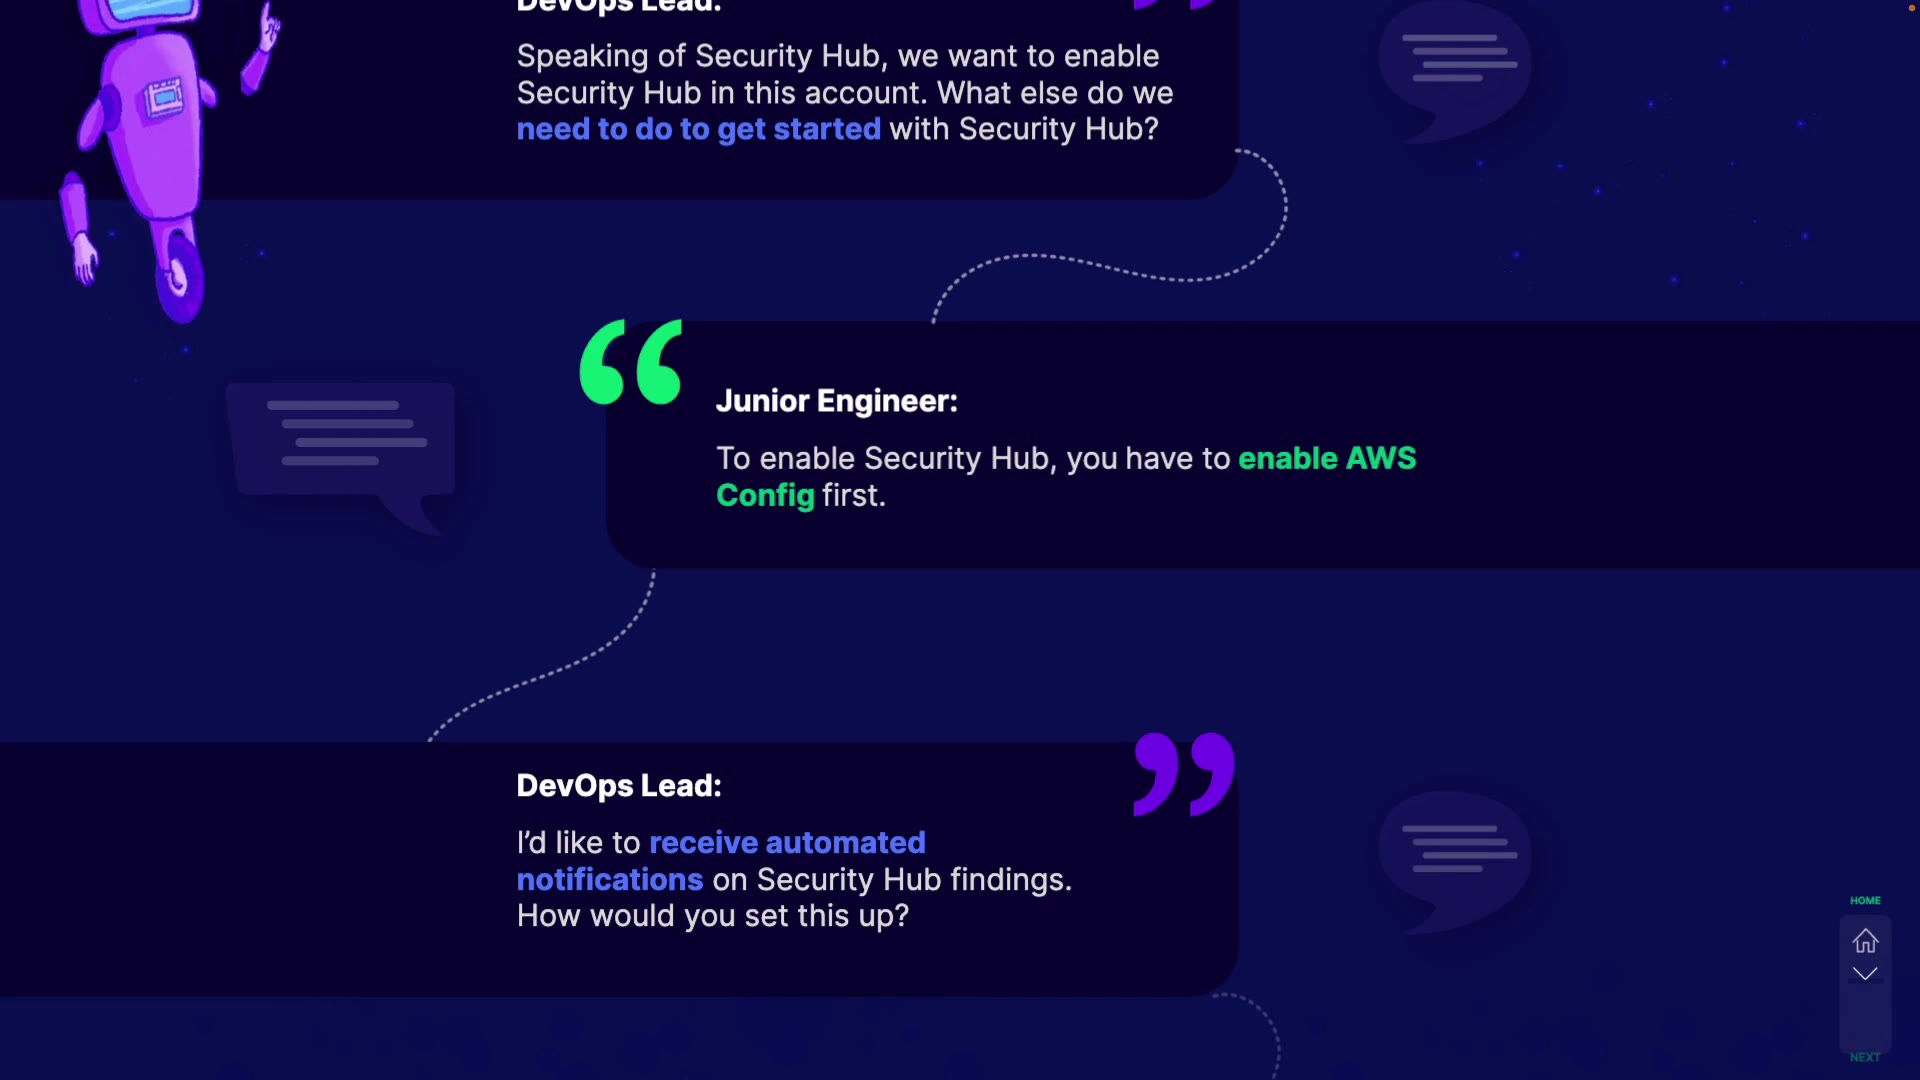 DevOps Lead:
Speaking of Security Hub, we want to enable
Security Hub in this account. What else do we
need to do to get started with Security Hub?
Junior Engineer:
To enable Security Hub, you have to enable AWS
Config first.
DevOps Lead:
I’d like to receive automated
notifications on Security Hub findings.
How would you set this up?
HOME
NEXT